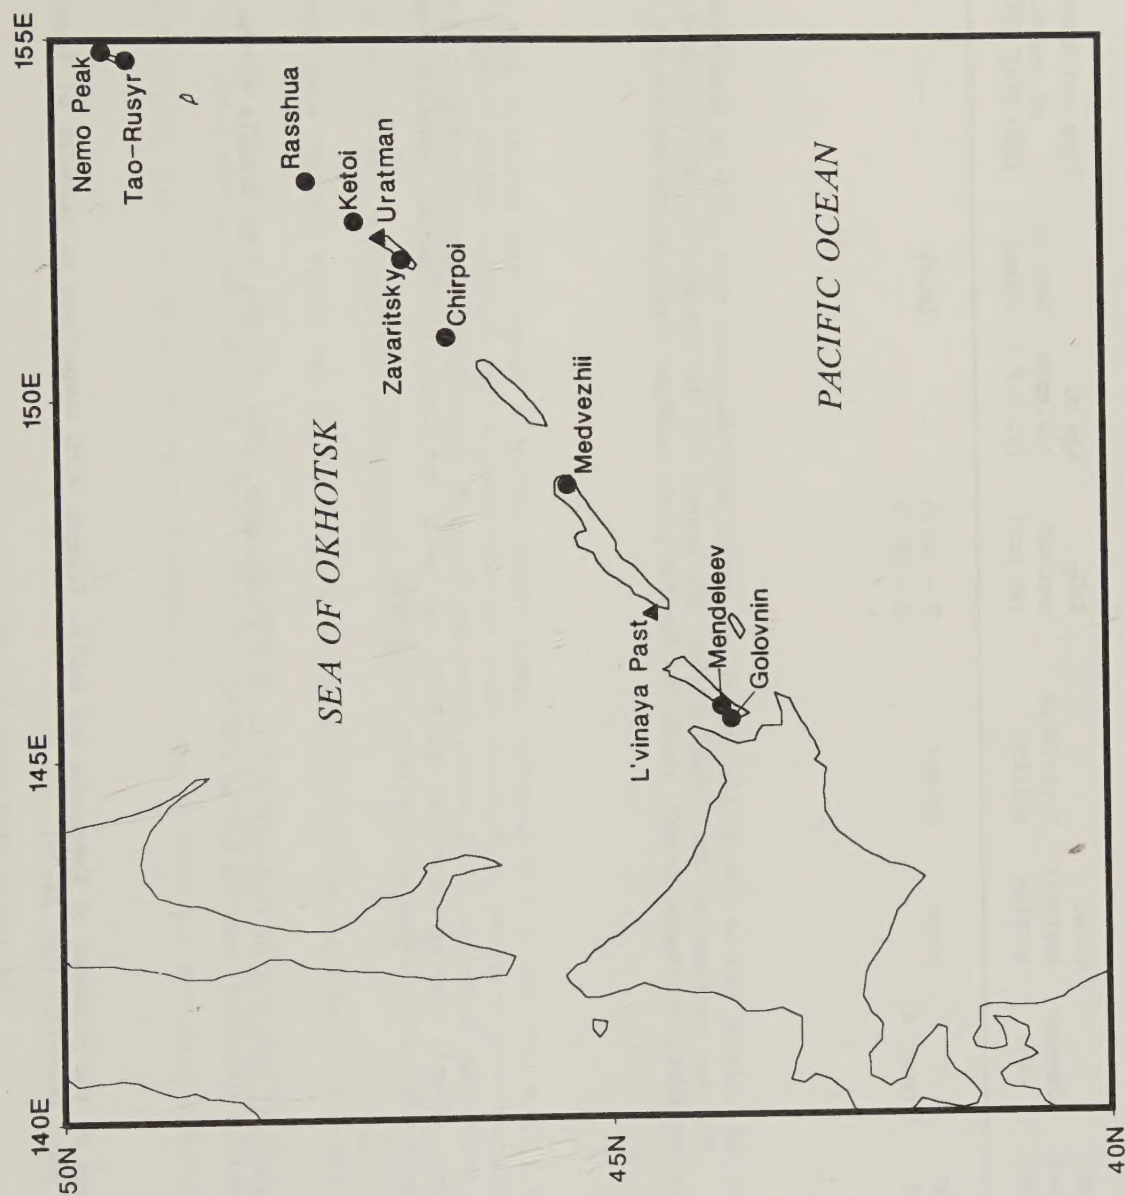 140E
145E
150E
155E
50N
45N
40N
Nemo Peak
Tao-Rusyr
Rasshua
Ketoi
Uratman
Zavaritsky
Chirpoi
SEA OF OKHOTSK
Medvezhii
PACIFIC OCEAN
L'vinaya Past
Mendeleev
Golovnin